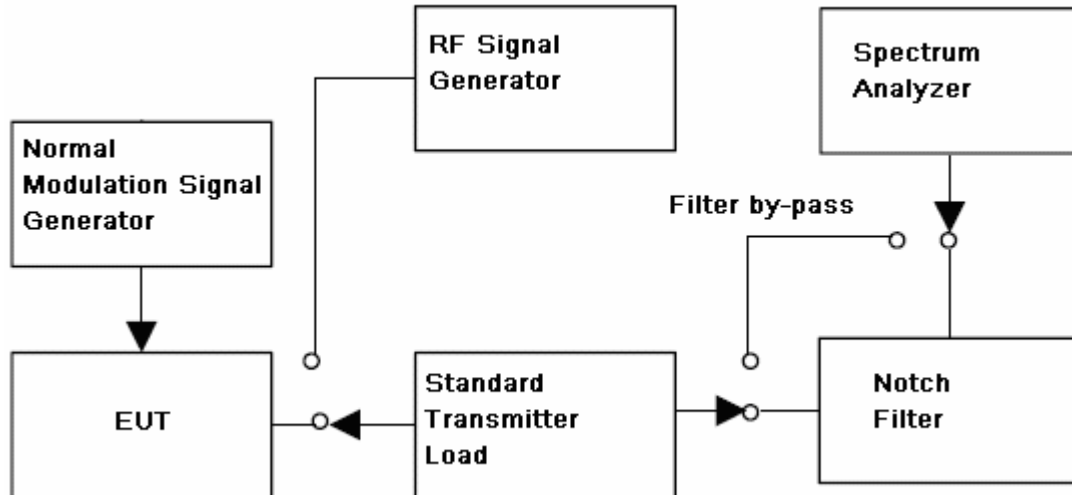 RF Signal
Generator
Spectrum
Analyzer
Normal
Modulation Signal
Generator
Filter by-pass
EUT
Standard
Transmitter
Load
Notch
Filter